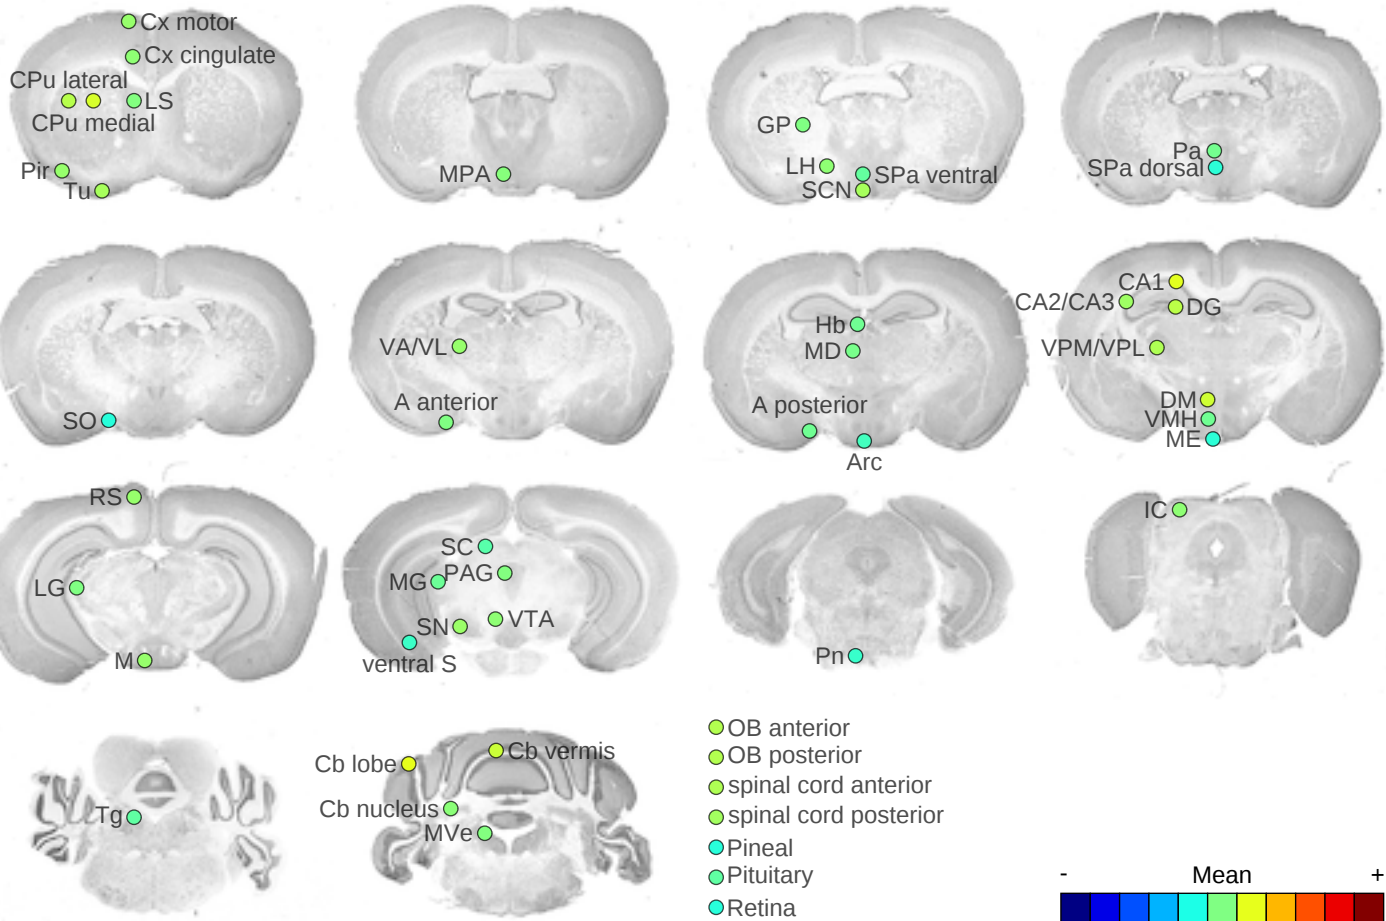 Cx motor
Cx cingulate
CPu lateral
LS
CPu medial
Pir
Tu
MPA
GP
LH
SPa ventral
SCN
Pa
SPa dorsal
SO
VA/VL
A anterior
Hb
MD
A posterior
Arc
CA1
CA2/CA3
DG
VPM/VPL
DM
VMH
ME
RS
LG
M
SC
MG
PAG
SN
VTA
ventral S
Pn
IC
Tg
Cb lobe
Cb vermis
Cb nucleus
MVe
OB anterior
OB posterior
spinal cord anterior
spinal cord posterior
Pineal
Pituitary
Retina
- Mean +